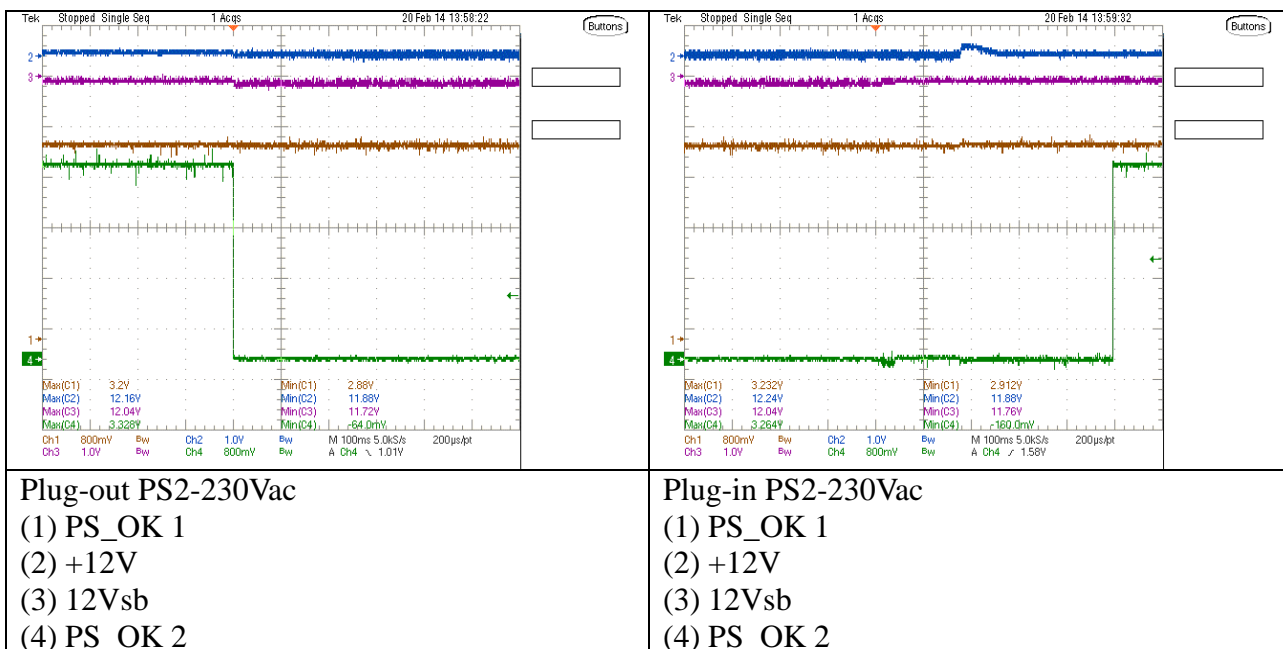 Tek Stopped Single Seq 1 Acqs 20 Feb 14 13:58:22
Buttons
2
3
1
4
Max(C1) 3.2V Min(C1) 2.88V
Max(C2) 12.16V Min(C2) 11.88V
Max(C3) 12.04V Min(C3) 11.72V
Max(C4) 3.328V Min(C4) -64.0mV
Ch1 800mV Bw Ch2 1.0V Bw M 100ms 5.0kS/s 200µs/pt
Ch3 1.0V Bw Ch4 800mV Bw A Ch4 ╲ 1.01V
Plug-out PS2-230Vac
(1) PS_OK 1
(2) +12V
(3) 12Vsb
(4) PS_OK 2
Tek Stopped Single Seq 1 Acqs 20 Feb 14 13:59:32
Buttons
2
3
1
4
Max(C1) 3.232V Min(C1) 2.912V
Max(C2) 12.24V Min(C2) 11.88V
Max(C3) 12.04V Min(C3) 11.76V
Max(C4) 3.264V Min(C4) -160.0mV
Ch1 800mV Bw Ch2 1.0V Bw M 100ms 5.0kS/s 200µs/pt
Ch3 1.0V Bw Ch4 800mV Bw A Ch4 ╱ 1.58V
Plug-in PS2-230Vac
(1) PS_OK 1
(2) +12V
(3) 12Vsb
(4) PS_OK 2